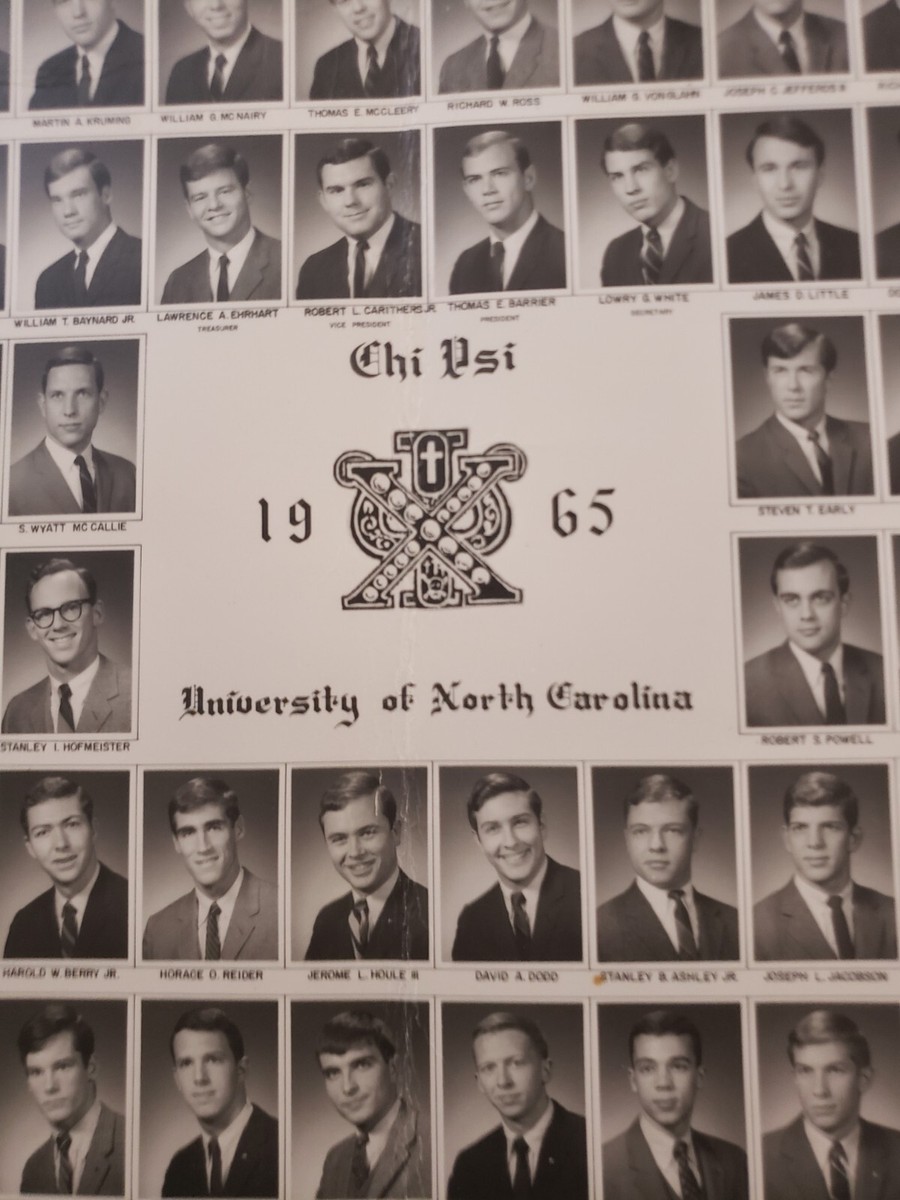 MARTIN A. KRUMING WILLIAM G. MC NAIRY THOMAS E. MCCLEERY RICHARD W. ROSS WILLIAM G. VON GLAHN JOSEPH C. JEFFERDS II
WILLIAM T. BAYNARD JR. LAWRENCE A. EHRHART ROBERT L. CARITHERS JR. THOMAS E. BARRIER LOWRY G. WHITE JAMES D. LITTLE
TREASURER VICE PRESIDENT PRESIDENT SECRETARY
Chi Psi
S. WYATT MC CALLIE 19 65 STEVEN T. EARLY
University of North Carolina
STANLEY I. HOFMEISTER ROBERT S. POWELL
HAROLD W. BERRY JR. HORACE O. REIDER JEROME L. HOULE III DAVID A. DODD STANLEY B. ASHLEY JR. JOSEPH L. JACOBSON